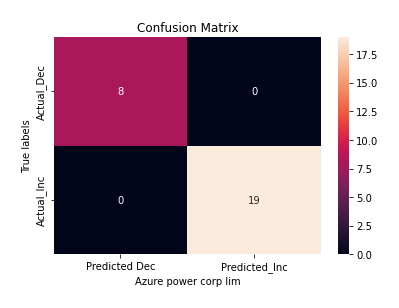 Confusion Matrix
True labels
Actual_Dec
8
0
Actual_Inc
0
19
Predicted Dec
Predicted_Inc
Azure power corp lim
17.5
15.0
12.5
10.0
7.5
5.0
2.5
0.0